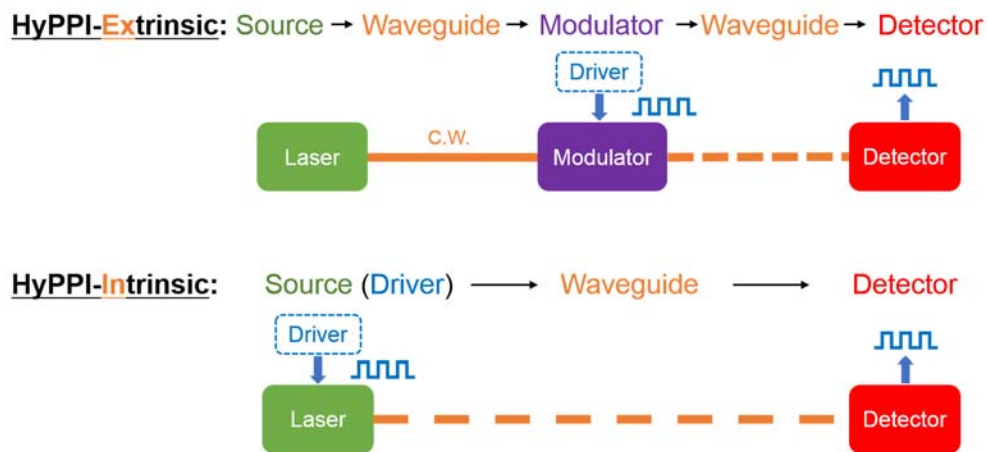 HyPPI-Extrinsic: Source → Waveguide → Modulator → Waveguide → Detector
Driver
C.W.
Laser
Modulator
Detector
HyPPI-Intrinsic: Source (Driver) → Waveguide → Detector
Driver
Laser
Detector